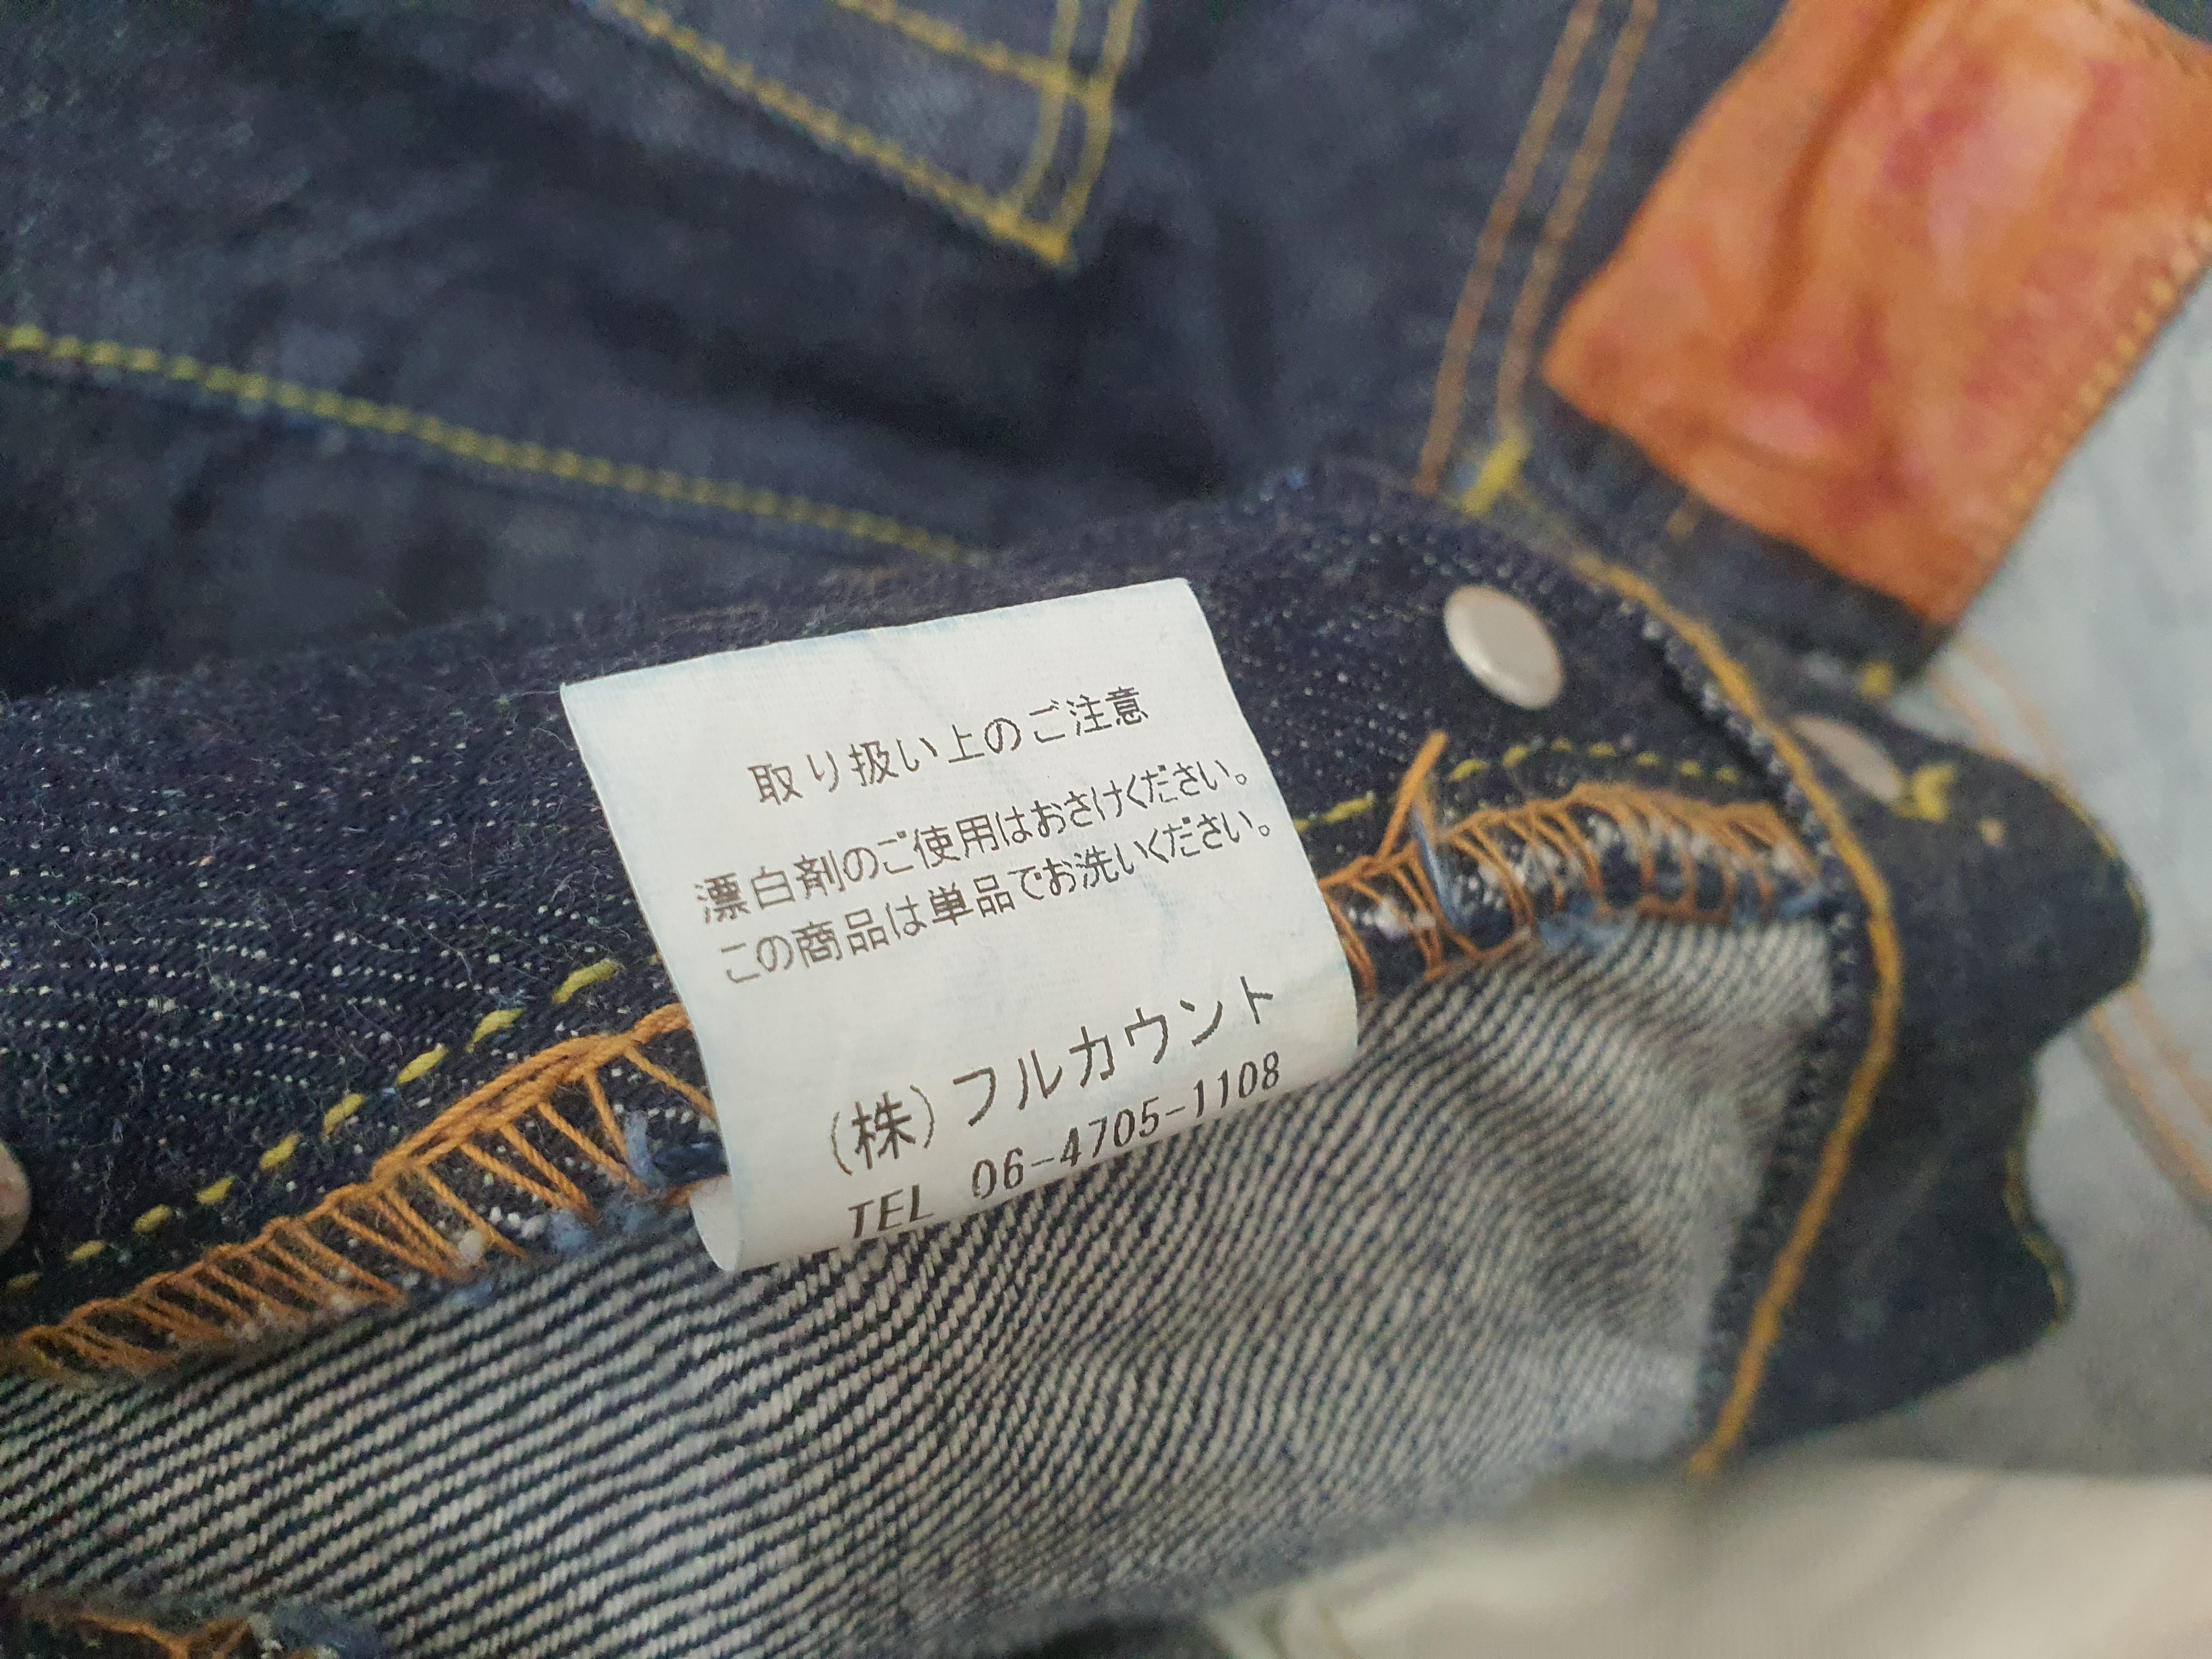 取り扱い上のご注意
漂白剤のご使用はおさけください。
この商品は単品でお洗いください。
(株)フルカウント
TEL 06-4705-1108